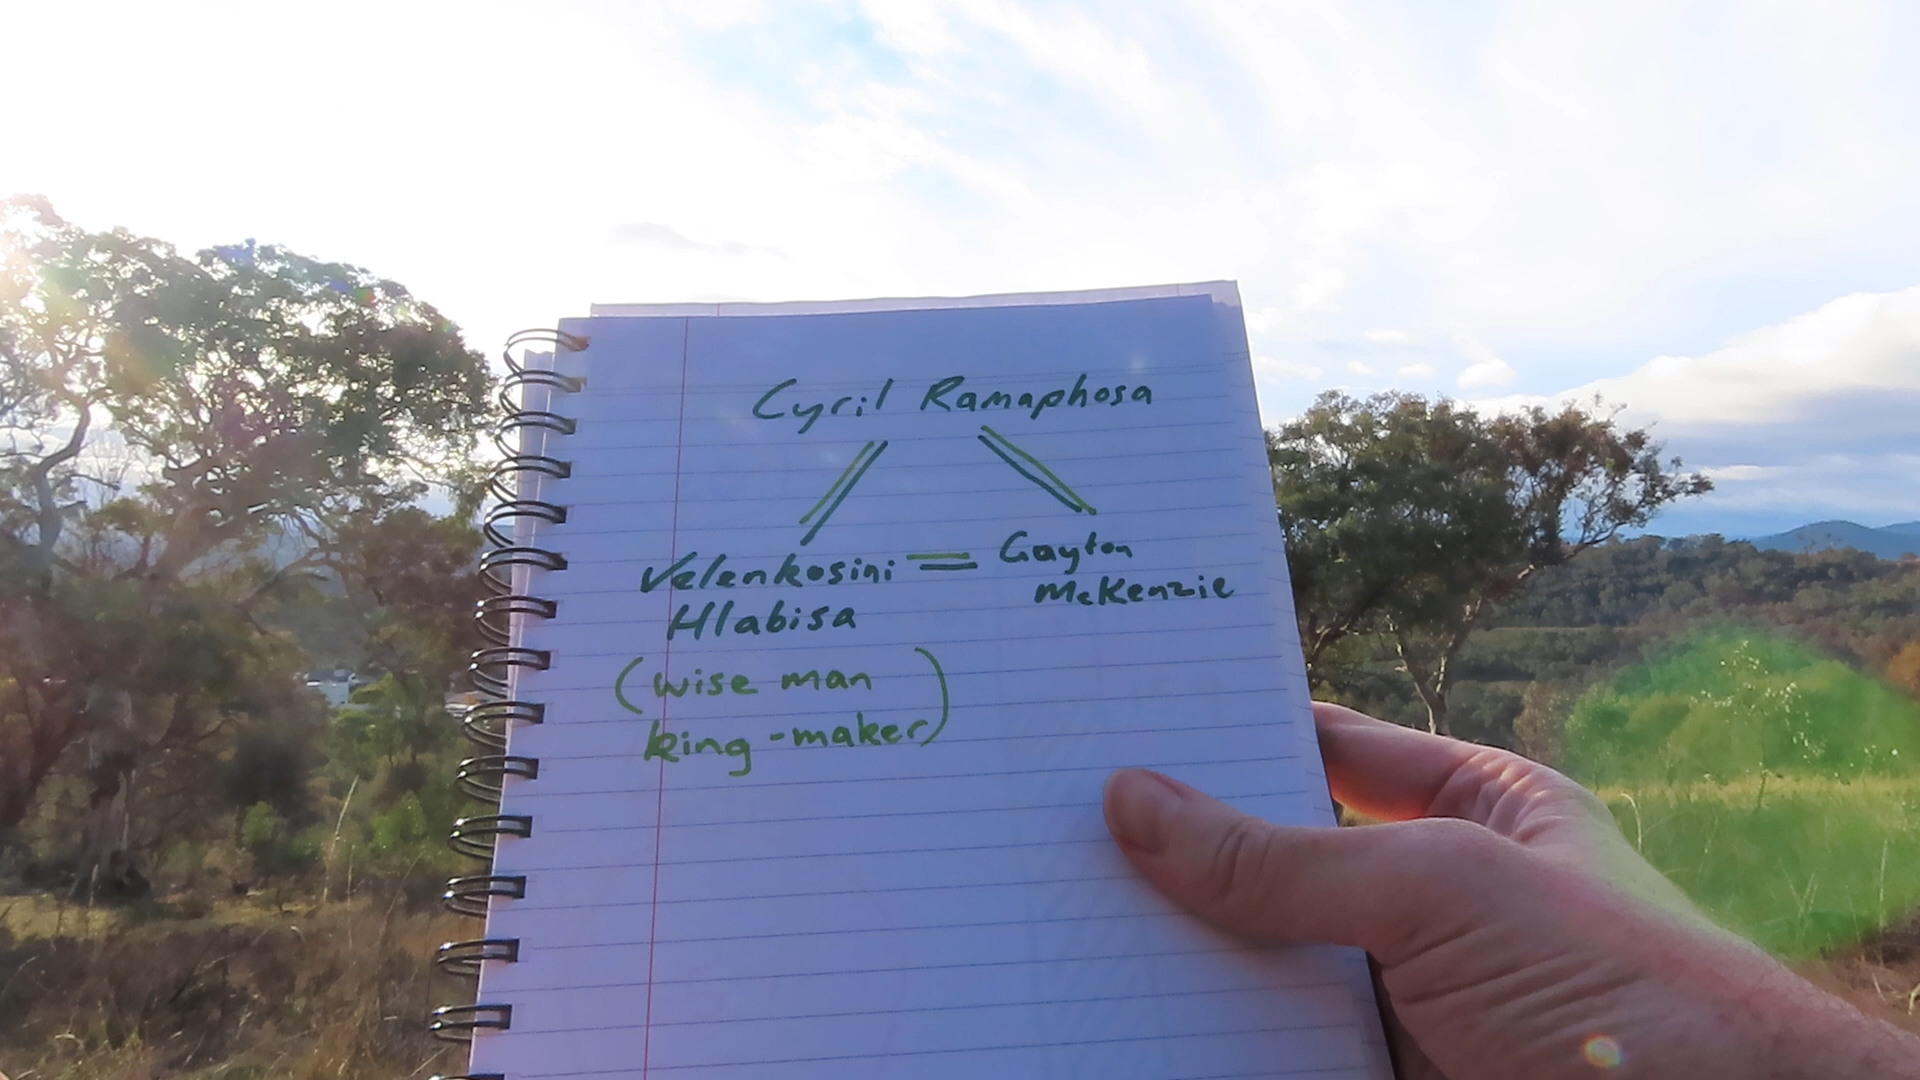 Cyril Ramaphosa
Velenkosini = Gayton
McKenzie
Hlabisa
(wise man
king-maker)